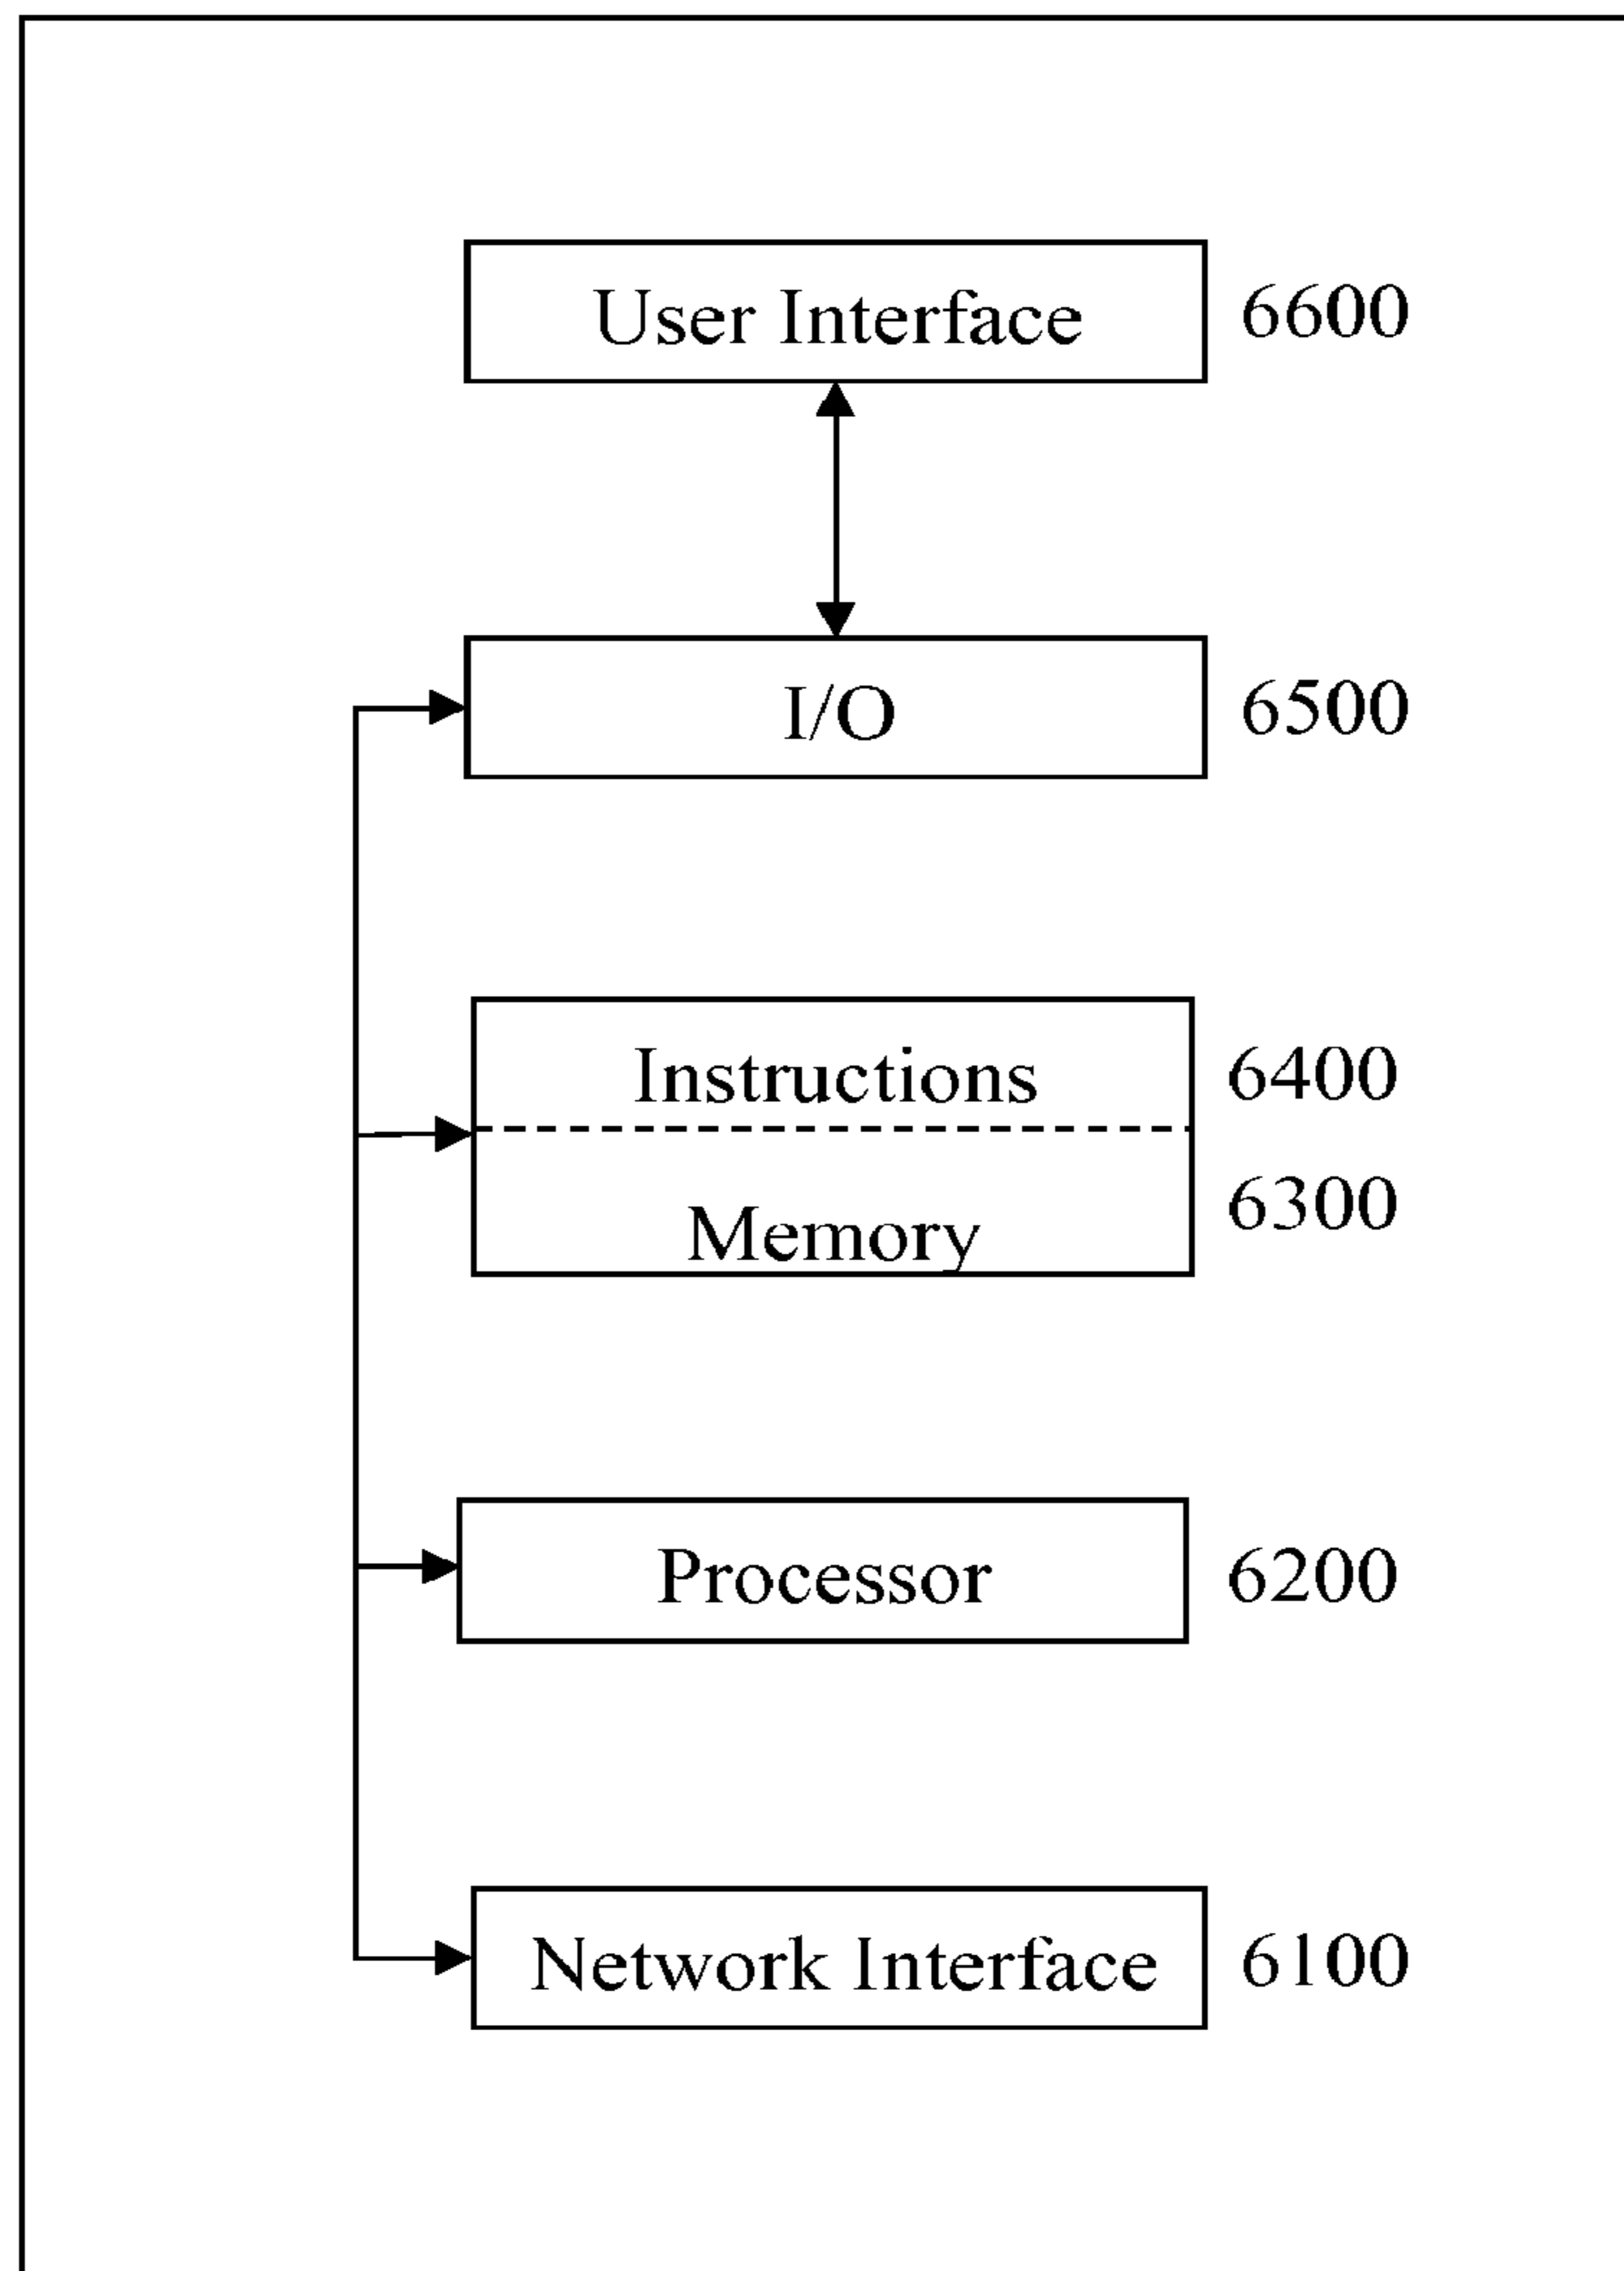 User Interface 6600
I/O 6500
Instructions 6400
Memory 6300
Processor 6200
Network Interface 6100